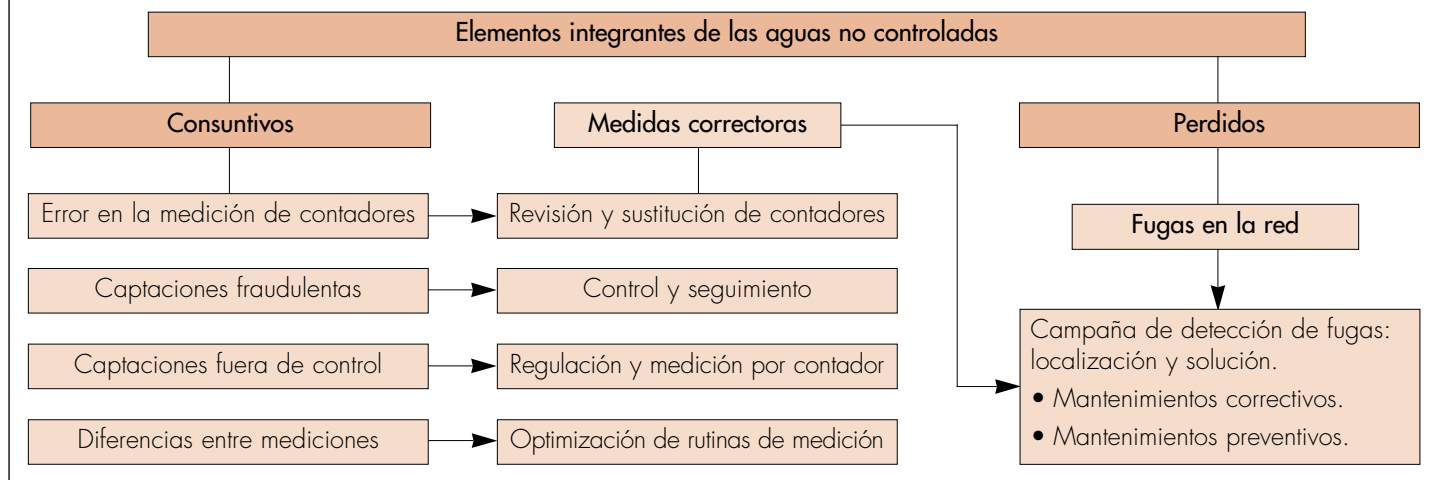 Elementos integrantes de las aguas no controladas
Consuntivos
Medidas correctoras
Perdidos
Error en la medición de contadores
Revisión y sustitución de contadores
Fugas en la red
Captaciones fraudulentas
Control y seguimiento
Captaciones fuera de control
Regulación y medición por contador
Diferencias entre mediciones
Optimización de rutinas de medición
Campaña de detección de fugas:
localización y solución.
• Mantenimientos correctivos.
• Mantenimientos preventivos.